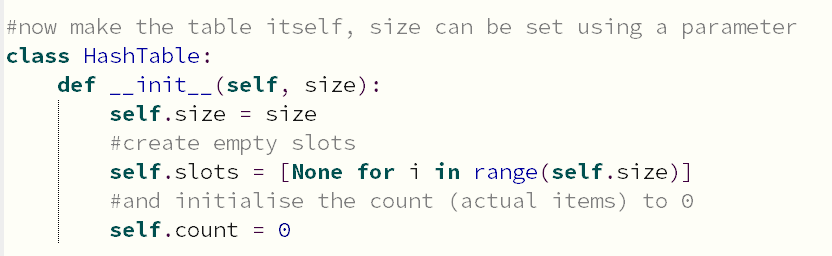 #now make the table itself, size can be set using a parameter
class HashTable:
    def __init__(self, size):
        self.size = size
        #create empty slots
        self.slots = [None for i in range(self.size)]
        #and initialise the count (actual items) to 0
        self.count = 0